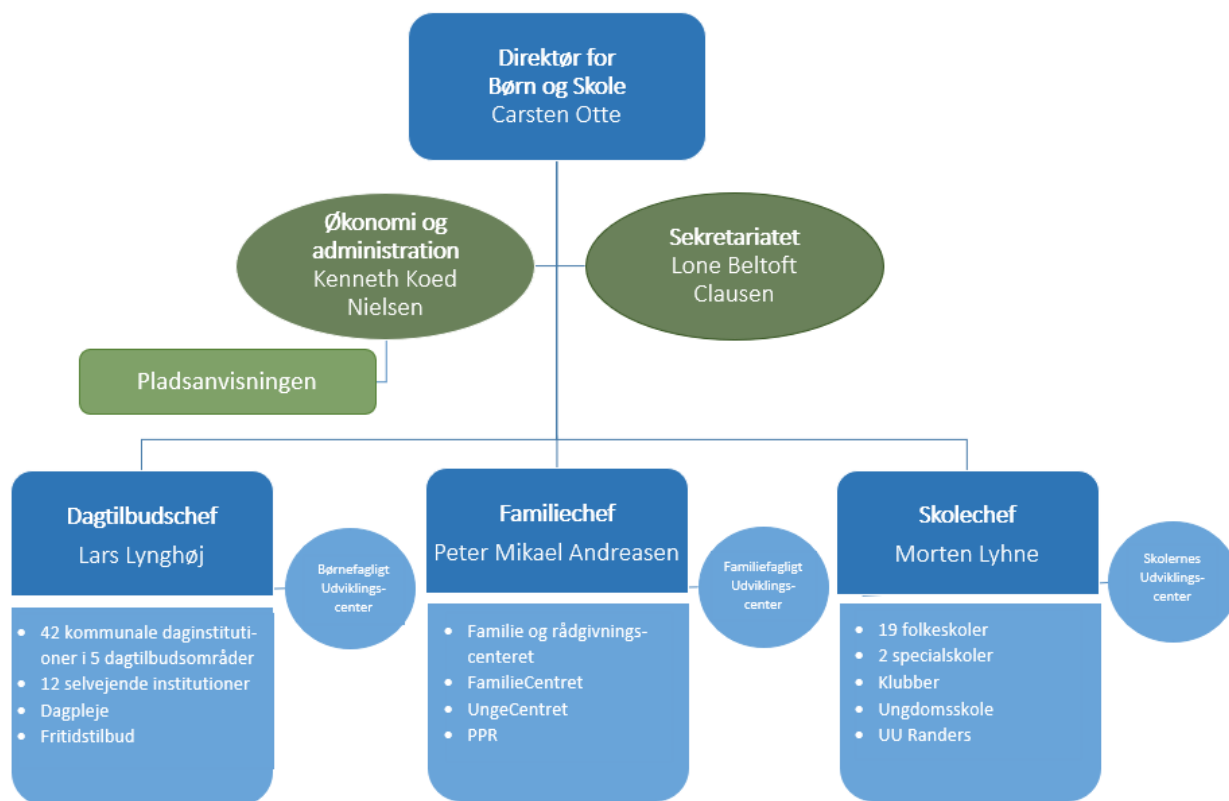 Direktør for
Børn og Skole
Carsten Otte
Økonomi og
administration
Kenneth Koed
Nielsen
Sekretariatet
Lone Beltoft
Clausen
Pladsanvisningen
Dagtilbudschef
Lars Lynghøj
Børnefagligt
Udviklings-
center
• 42 kommunale daginstituti-
oner i 5 dagtilbudsområder
• 12 selvejende institutioner
• Dagpleje
• Fritidstilbud
Familiechef
Peter Mikael Andreasen
Familiefagligt
Udviklings-
center
• Familie og rådgivnings-
centeret
• FamilieCentret
• UngeCentret
• PPR
Skolechef
Morten Lyhne
Skolernes
Udviklings-
center
• 19 folkeskoler
• 2 specialskoler
• Klubber
• Ungdomsskole
• UU Randers